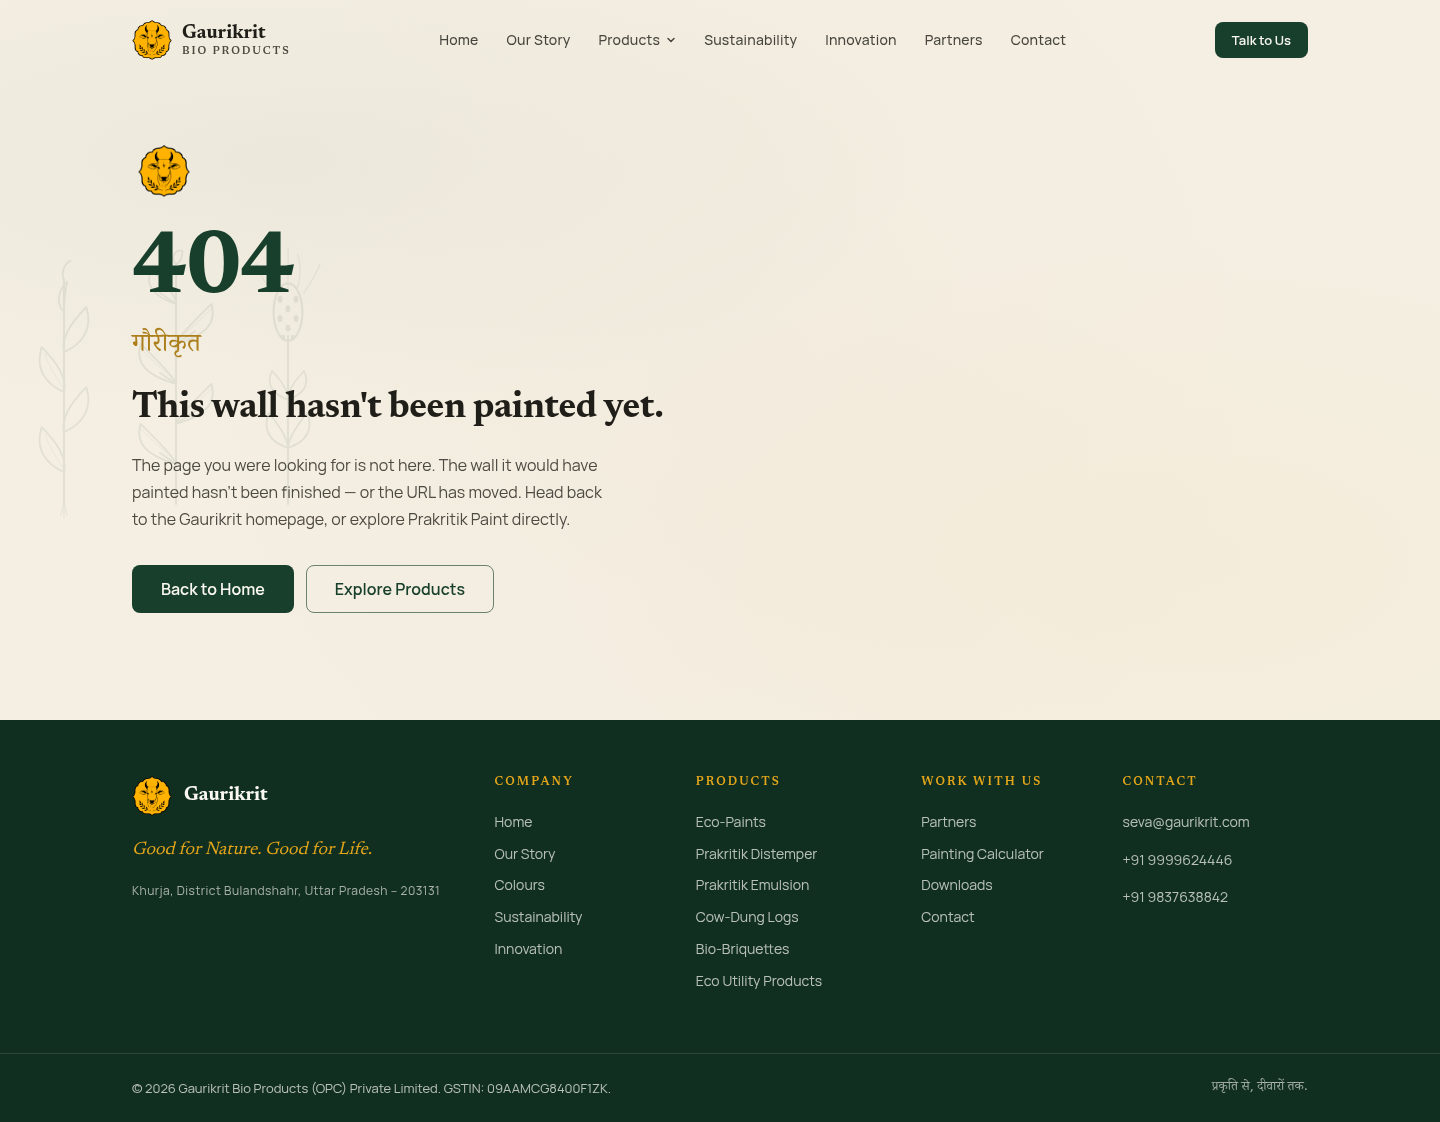 Gaurikrit
BIO PRODUCTS
Home
Our Story
Products
Sustainability
Innovation
Partners
Contact
Talk to Us
404
गौरीकृत
This wall hasn't been painted yet.
The page you were looking for is not here. The wall it would have
painted hasn't been finished — or the URL has moved. Head back
to the Gaurikrit homepage, or explore Prakritik Paint directly.
Back to Home
Explore Products
Gaurikrit
Good for Nature. Good for Life.
Khurja, District Bulandshahr, Uttar Pradesh – 203131
COMPANY
Home
Our Story
Colours
Sustainability
Innovation
PRODUCTS
Eco-Paints
Prakritik Distemper
Prakritik Emulsion
Cow-Dung Logs
Bio-Briquettes
Eco Utility Products
WORK WITH US
Partners
Painting Calculator
Downloads
Contact
CONTACT
seva@gaurikrit.com
+91 9999624446
+91 9837638842
© 2026 Gaurikrit Bio Products (OPC) Private Limited. GSTIN: 09AAMCG8400F1ZK.
प्रकृति से, दीवारों तक.